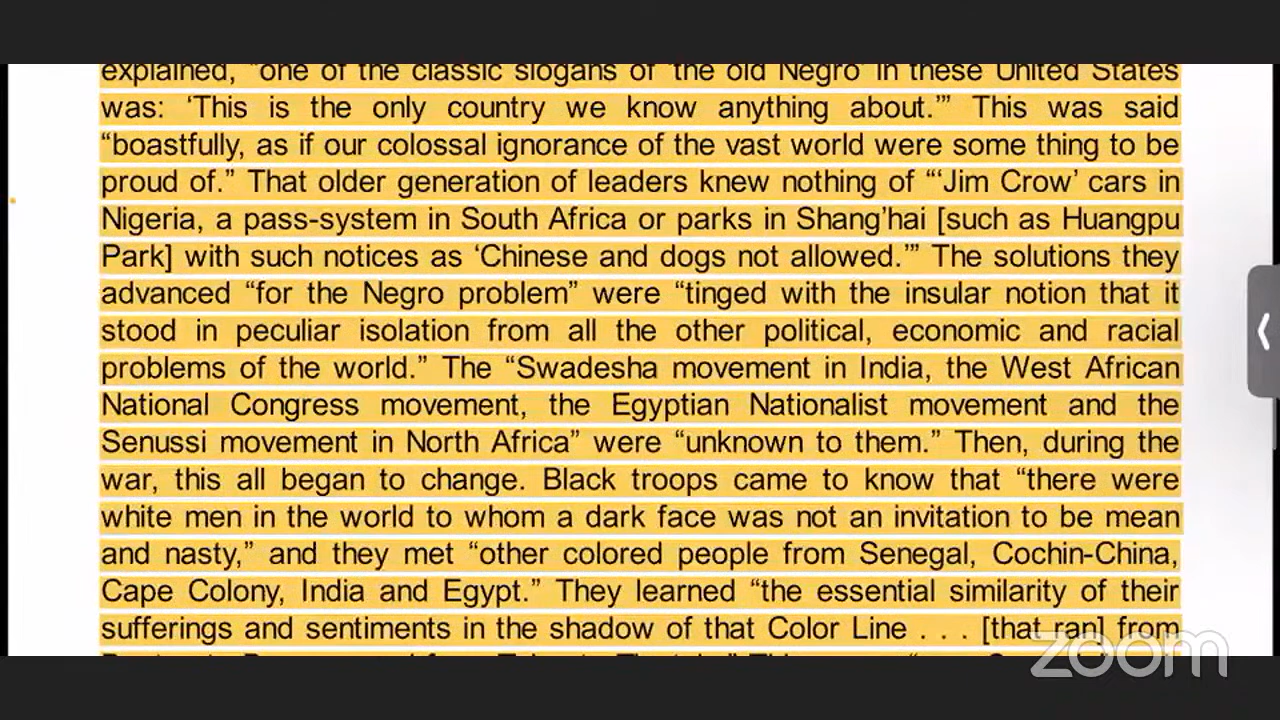 explained, “one of the classic slogans of ‘the old Negro’ in these United States
was: ‘This is the only country we know anything about.’” This was said
“boastfully, as if our colossal ignorance of the vast world were some thing to be
proud of.” That older generation of leaders knew nothing of “‘Jim Crow’ cars in
Nigeria, a pass-system in South Africa or parks in Shang’hai [such as Huangpu
Park] with such notices as ‘Chinese and dogs not allowed.’” The solutions they
advanced “for the Negro problem” were “tinged with the insular notion that it
stood in peculiar isolation from all the other political, economic and racial
problems of the world.” The “Swadesha movement in India, the West African
National Congress movement, the Egyptian Nationalist movement and the
Senussi movement in North Africa” were “unknown to them.” Then, during the
war, this all began to change. Black troops came to know that “there were
white men in the world to whom a dark face was not an invitation to be mean
and nasty,” and they met “other colored people from Senegal, Cochin-China,
Cape Colony, India and Egypt.” They learned “the essential similarity of their
sufferings and sentiments in the shadow of that Color Line . . . [that ran] from
zoom